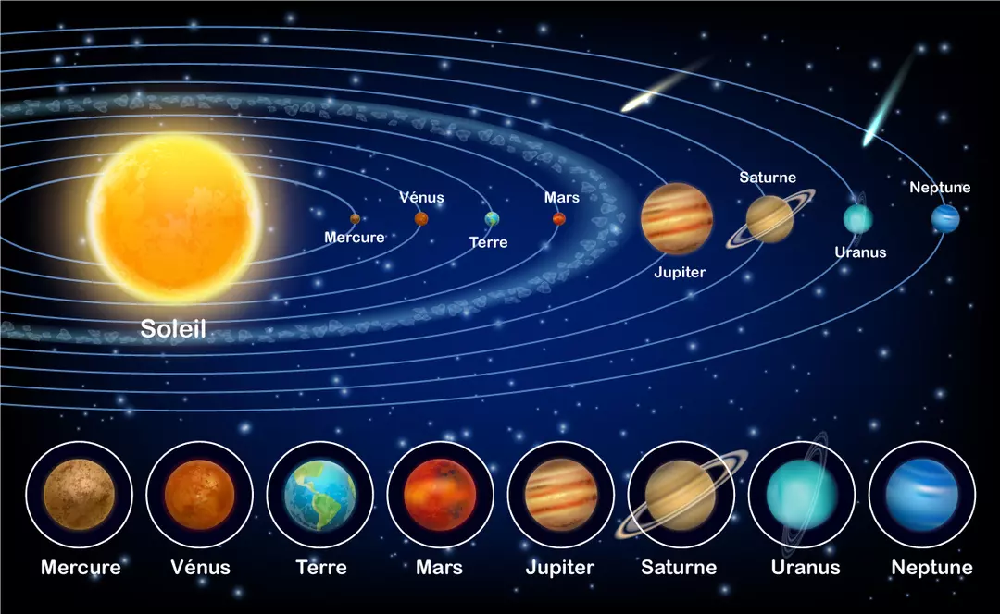 Saturne
Neptune
Vénus
Mars
Mercure
Terre
Uranus
Jupiter
Soleil
Mercure
Vénus
Terre
Mars
Jupiter
Saturne
Uranus
Neptune